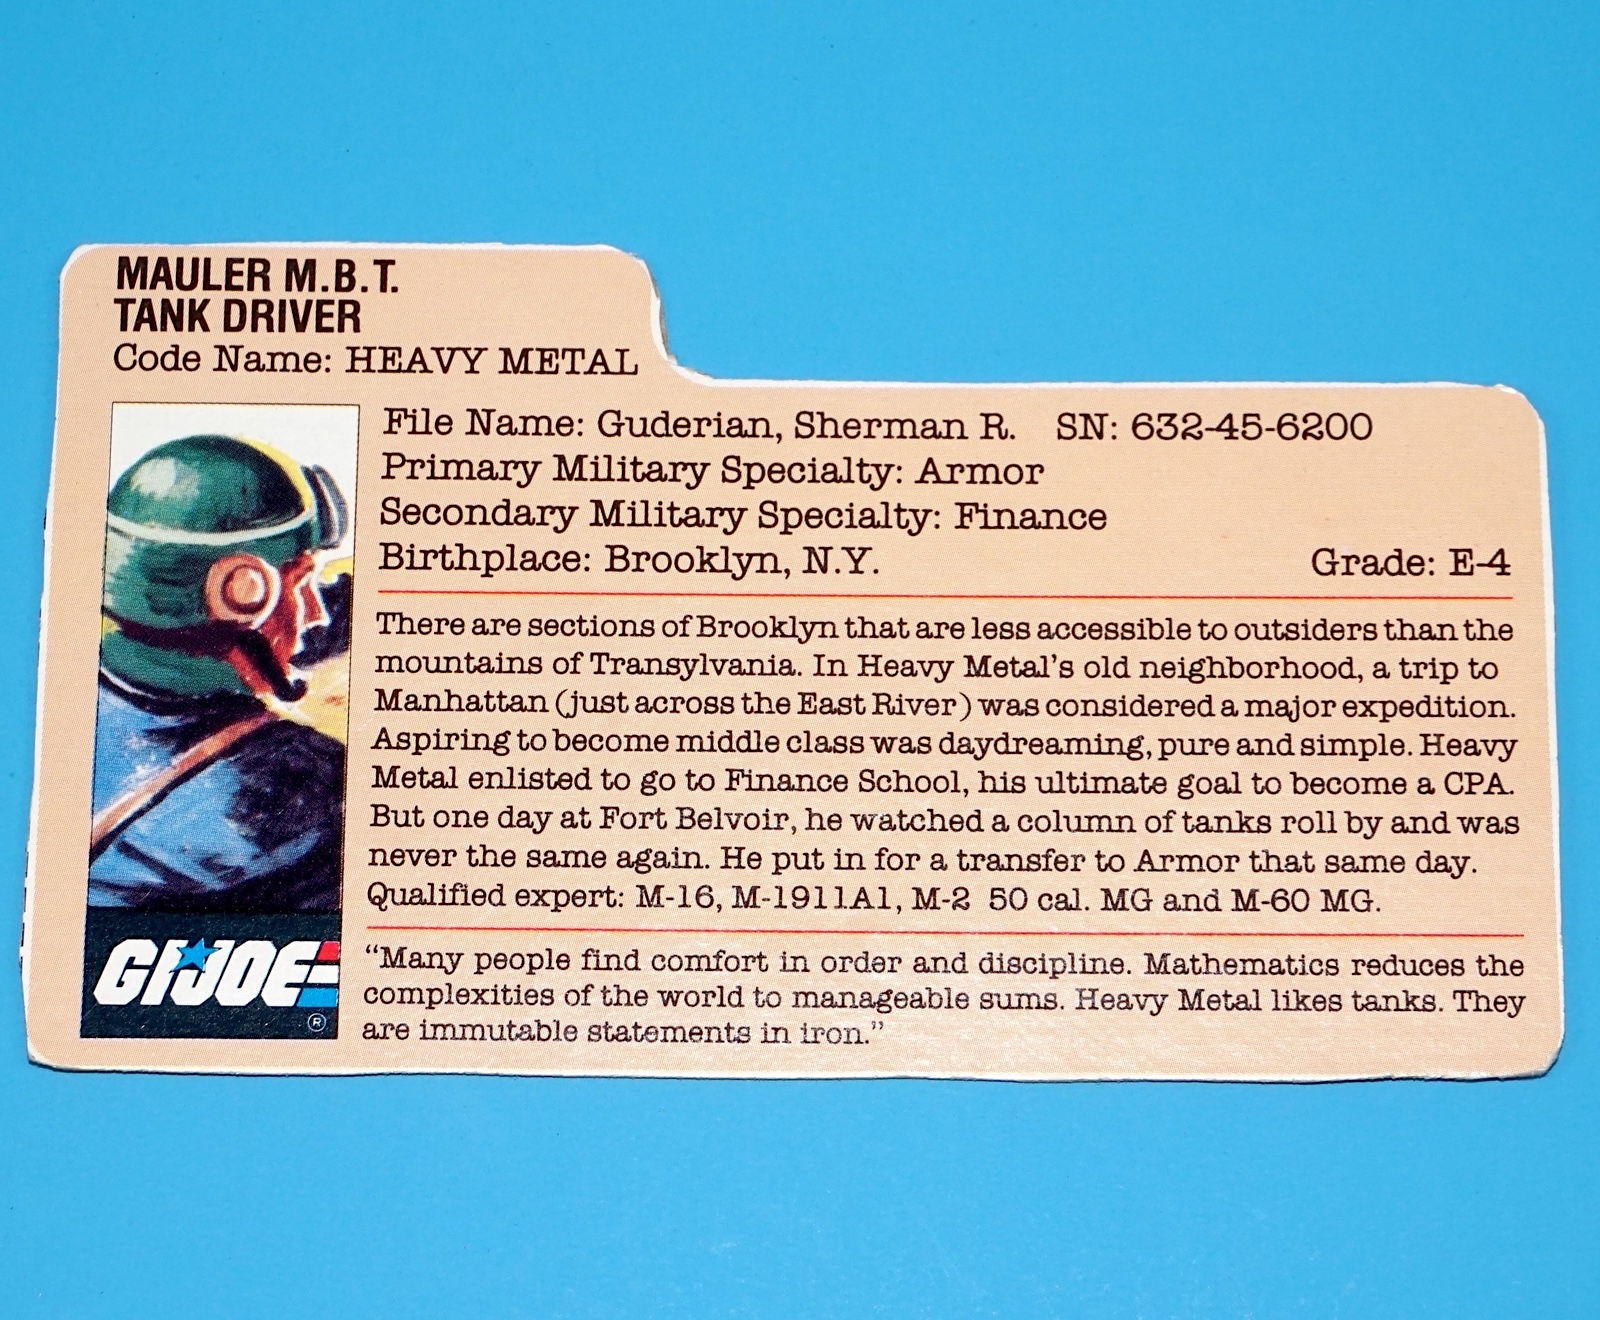 MAULER M.B.T.
TANK DRIVER
Code Name: HEAVY METAL
File Name: Guderian, Sherman R. SN: 632-45-6200
Primary Military Specialty: Armor
Secondary Military Specialty: Finance
Birthplace: Brooklyn, N.Y. Grade: E-4
There are sections of Brooklyn that are less accessible to outsiders than the
mountains of Transylvania. In Heavy Metal's old neighborhood, a trip to
Manhattan (just across the East River) was considered a major expedition.
Aspiring to become middle class was daydreaming, pure and simple. Heavy
Metal enlisted to go to Finance School, his ultimate goal to become a CPA.
But one day at Fort Belvoir, he watched a column of tanks roll by and was
never the same again. He put in for a transfer to Armor that same day.
Qualified expert: M-16, M-1911A1, M-2 50 cal. MG and M-60 MG.
"Many people find comfort in order and discipline. Mathematics reduces the
complexities of the world to manageable sums. Heavy Metal likes tanks. They
are immutable statements in iron."
GI JOE
®